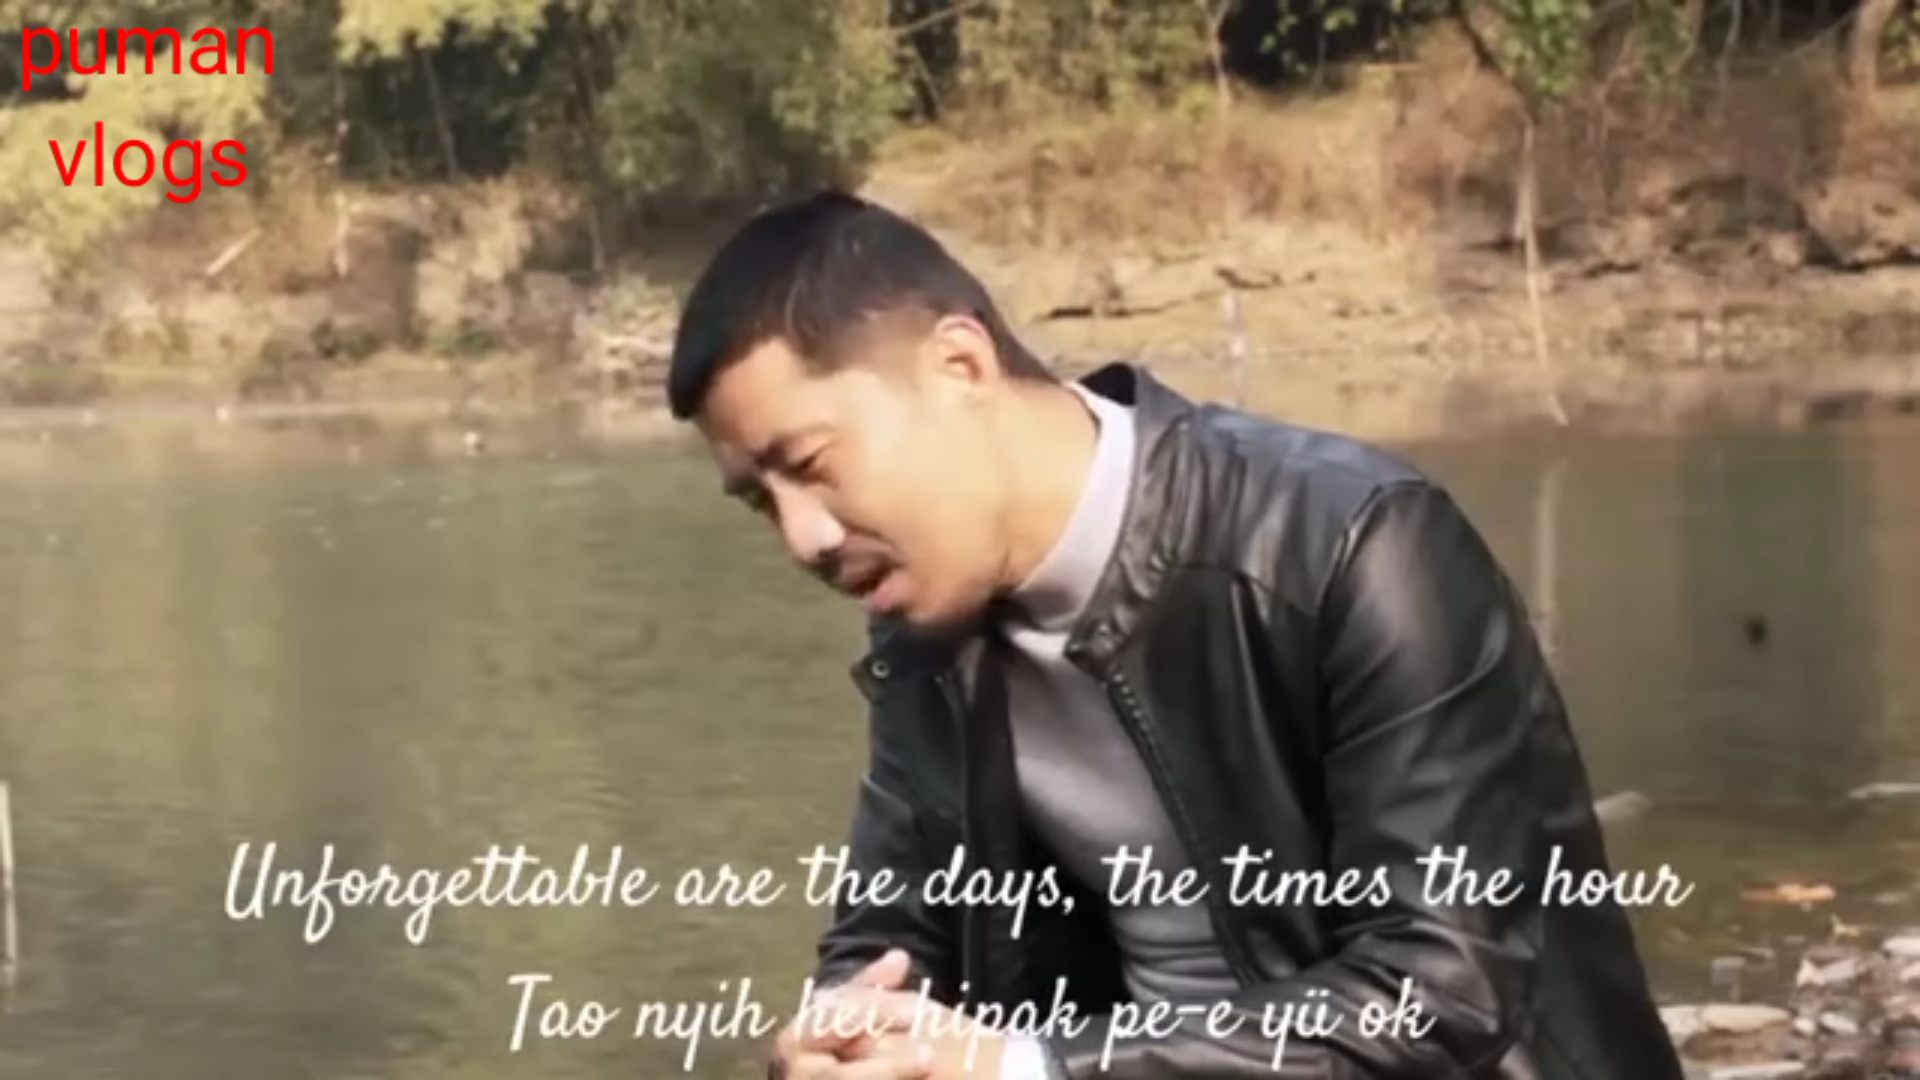 puman
vlogs
Unforgettable are the days, the times the hour
Tao nyih hei hipak pe-e yü ok